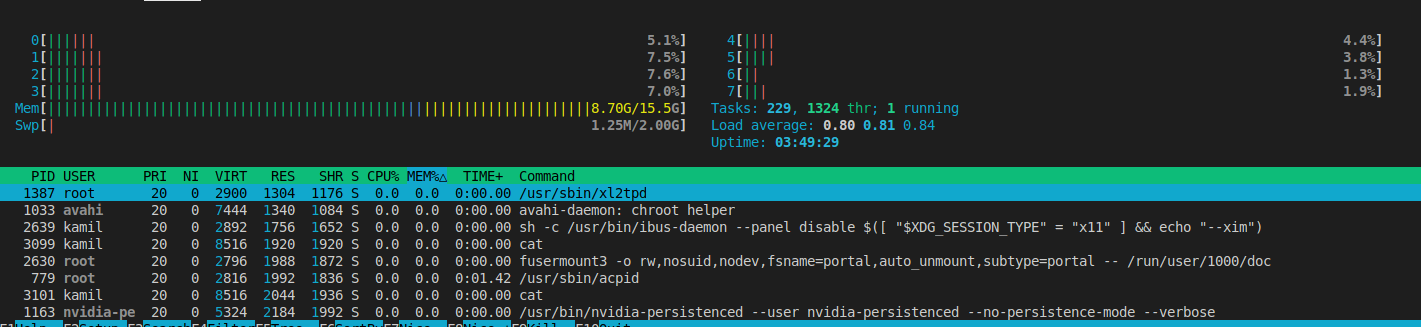 0[|||||| 5.1%] 4[|||| 4.4%]
1[||||||| 7.5%] 5[|||| 3.8%]
2[||||||| 7.6%] 6[|| 1.3%]
3[||||||| 7.0%] 7[||| 1.9%]
Mem[||||||||||||||||||||||||||||||||||||||||||||||||||||||||||||||||||||||8.70G/15.5G] Tasks: 229, 1324 thr; 1 running
Swp[| 1.25M/2.00G] Load average: 0.80 0.81 0.84
Uptime: 03:49:29
PID USER PRI NI VIRT RES SHR S CPU% MEM%△ TIME+ Command
1387 root 20 0 2900 1304 1176 S 0.0 0.0 0:00.00 /usr/sbin/xl2tpd
1033 avahi 20 0 7444 1340 1084 S 0.0 0.0 0:00.00 avahi-daemon: chroot helper
2639 kamil 20 0 2892 1756 1652 S 0.0 0.0 0:00.00 sh -c /usr/bin/ibus-daemon --panel disable $([ "$XDG_SESSION_TYPE" = "x11" ] && echo "--xim")
3099 kamil 20 0 8516 1920 1920 S 0.0 0.0 0:00.00 cat
2630 root 20 0 2796 1988 1872 S 0.0 0.0 0:00.00 fusermount3 -o rw,nosuid,nodev,fsname=portal,auto_unmount,subtype=portal -- /run/user/1000/doc
779 root 20 0 2816 1992 1836 S 0.0 0.0 0:01.42 /usr/sbin/acpid
3101 kamil 20 0 8516 2044 1936 S 0.0 0.0 0:00.00 cat
1163 nvidia-pe 20 0 5324 2184 1992 S 0.0 0.0 0:00.00 /usr/bin/nvidia-persistenced --user nvidia-persistenced --no-persistence-mode --verbose
F1Help F2Setup F3SearchF4FilterF5Tree F6SortByF7Nice -F8Nice +F9Kill F10Quit